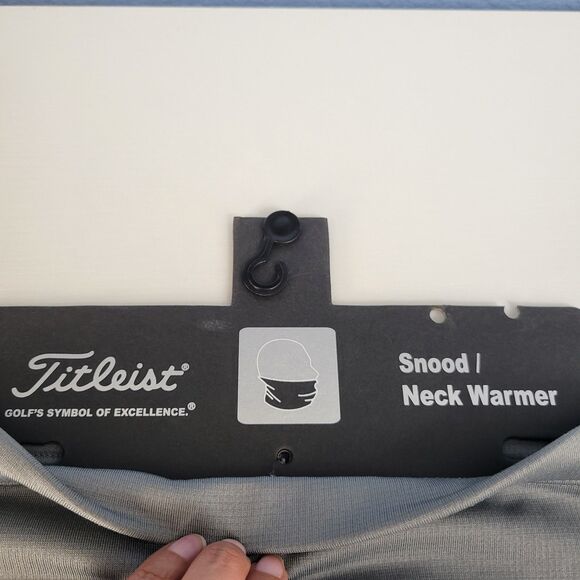 Titleist®
GOLF'S SYMBOL OF EXCELLENCE.®
Snood /
Neck Warmer